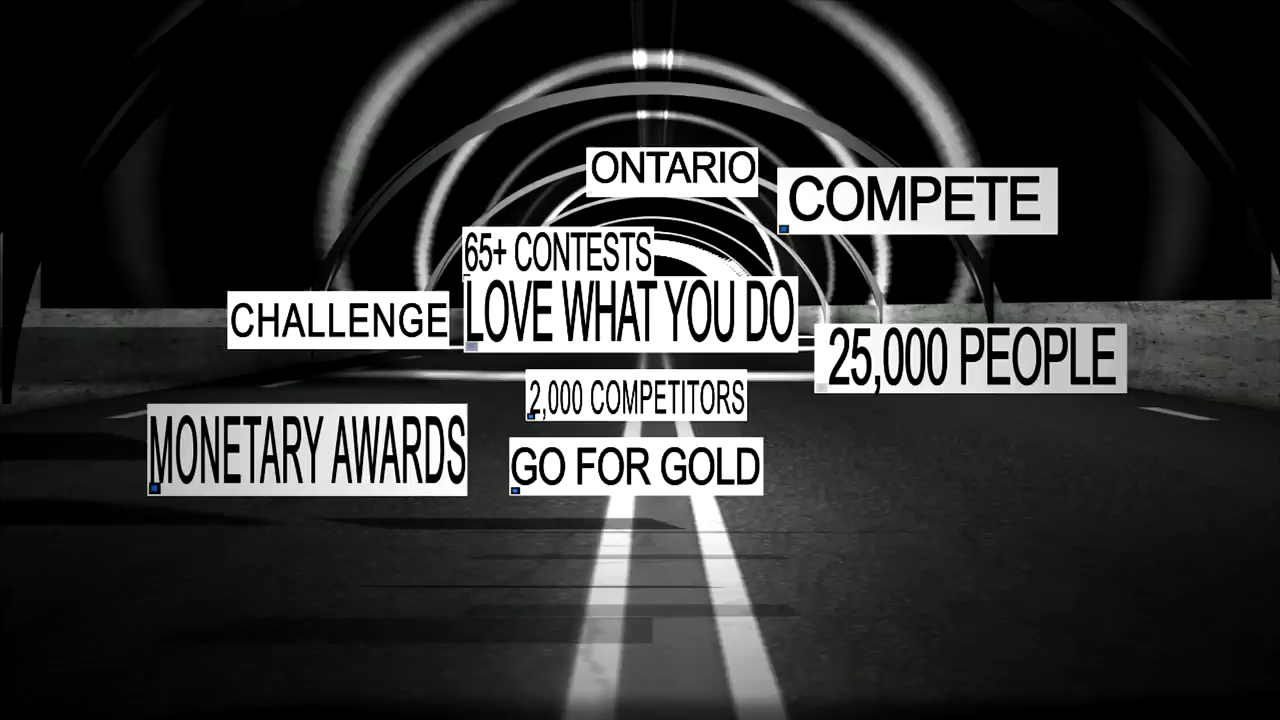 ONTARIO
COMPETE
65+ CONTESTS
CHALLENGE
LOVE WHAT YOU DO
25,000 PEOPLE
2,000 COMPETITORS
MONETARY AWARDS
GO FOR GOLD